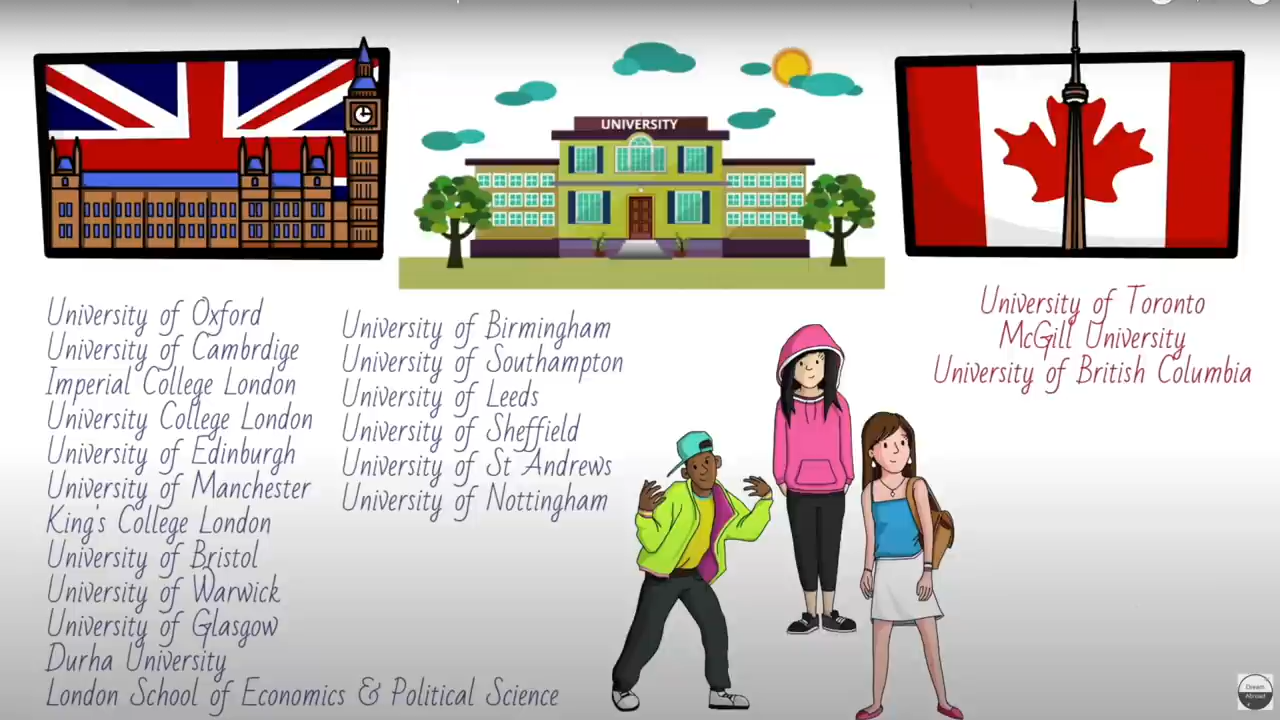 UNIVERSITY
University of Oxford
University of Cambrdige
Imperial College London
University College London
University of Edinburgh
University of Manchester
King's College London
University of Bristol
University of Warwick
University of Glasgow
Durha University
London School of Economics & Political Science
University of Birmingham
University of Southampton
University of Leeds
University of Sheffield
University of St Andrews
University of Nottingham
University of Toronto
McGill University
University of British Columbia
Dream
Abroad